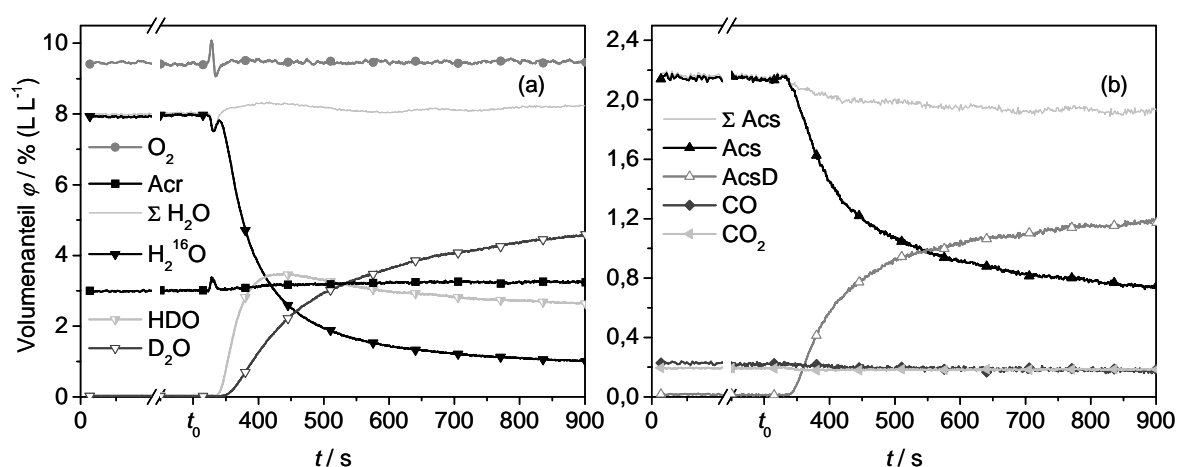 Volumenanteil φ / % (L L⁻¹)
10
8
6
4
2
0
(a)
O₂
Acr
Σ H₂O
H₂¹⁶O
HDO
D₂O
0
t₀
400
500
600
700
800
900
t / s
2,4
2,0
1,6
1,2
0,8
0,4
0,0
(b)
Σ Acs
Acs
AcsD
CO
CO₂
0
t₀
400
500
600
700
800
900
t / s